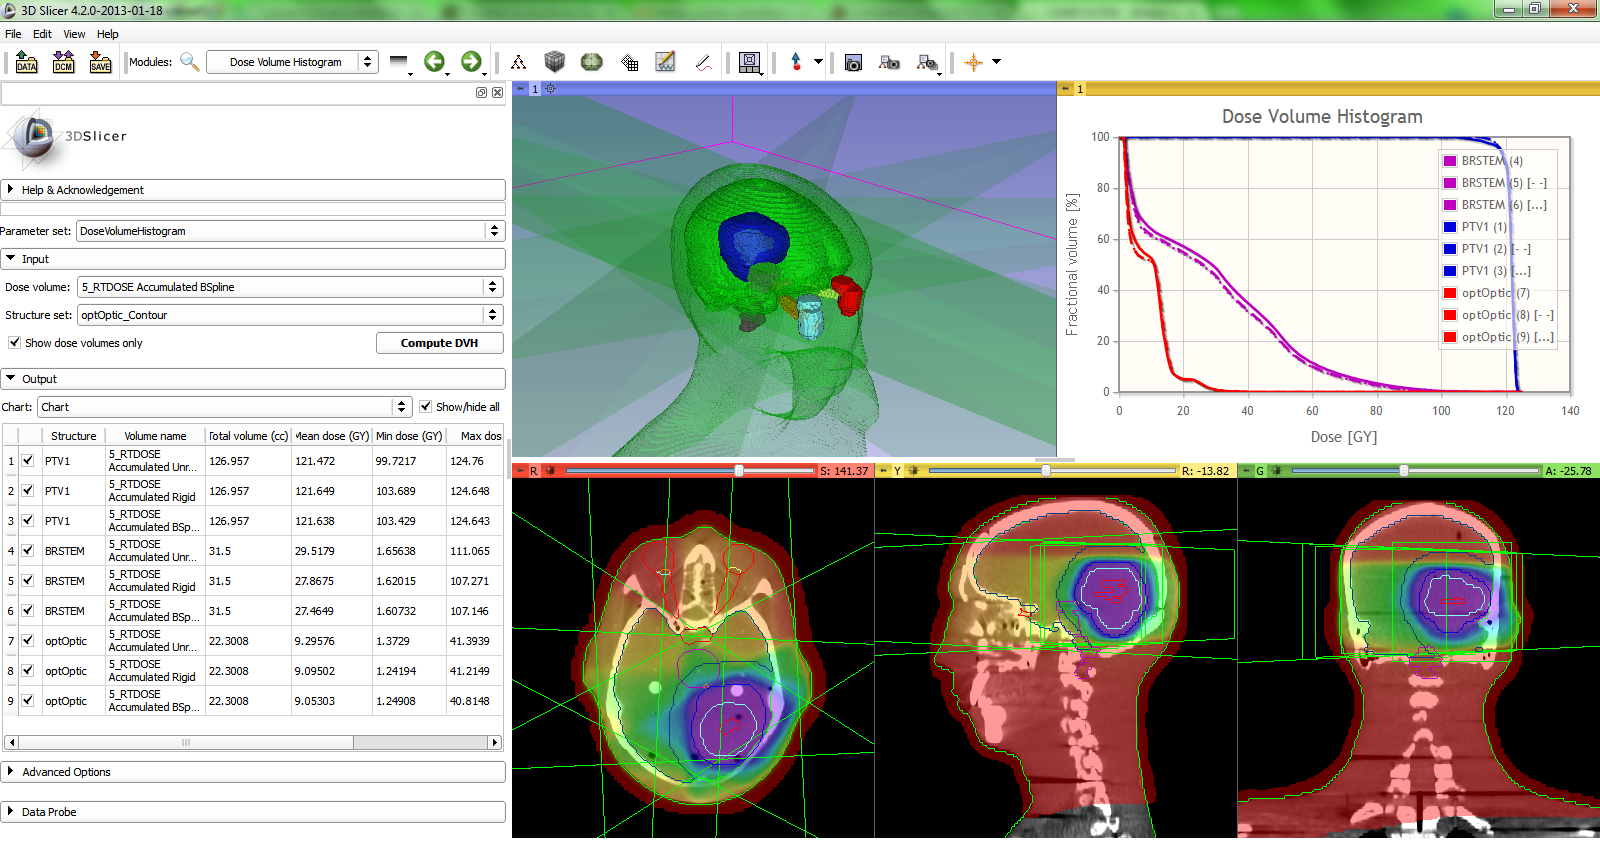 3D Slicer 4.2.0-2013-01-18
File Edit View Help
DATA DCM SAVE Modules: Dose Volume Histogram
3DSlicer
Help & Acknowledgement
Parameter set: DoseVolumeHistogram
Input
Dose volume: 5_RTDOSE Accumulated BSpline
Structure set: optOptic_Contour
Show dose volumes only Compute DVH
Output
Chart: Chart Show/hide all
Structure Volume name Total volume (cc) Mean dose (GY) Min dose (GY) Max dos
1 PTV1 5_RTDOSE Accumulated Unr... 126.957 121.472 99.7217 124.76
2 PTV1 5_RTDOSE Accumulated Rigid 126.957 121.649 103.689 124.648
3 PTV1 5_RTDOSE Accumulated BSp... 126.957 121.638 103.429 124.643
4 BRSTEM 5_RTDOSE Accumulated Unr... 31.5 29.5179 1.65638 111.065
5 BRSTEM 5_RTDOSE Accumulated Rigid 31.5 27.8675 1.62015 107.271
6 BRSTEM 5_RTDOSE Accumulated BSp... 31.5 27.4649 1.60732 107.146
7 optOptic 5_RTDOSE Accumulated Unr... 22.3008 9.29576 1.3729 41.3939
8 optOptic 5_RTDOSE Accumulated Rigid 22.3008 9.09502 1.24194 41.2149
9 optOptic 5_RTDOSE Accumulated BSp... 22.3008 9.05303 1.24908 40.8148
Advanced Options
Data Probe
1
1
Dose Volume Histogram
Fractional volume [%]
100
80
60
40
20
0
0 20 40 60 80 100 120 140
Dose [GY]
BRSTEM (4)
BRSTEM (5) [- -]
BRSTEM (6) [...]
PTV1 (1)
PTV1 (2) [- -]
PTV1 (3) [...]
optOptic (7)
optOptic (8) [- -]
optOptic (9) [...]
R S: 141.37
Y R: -13.82
G A: -25.78